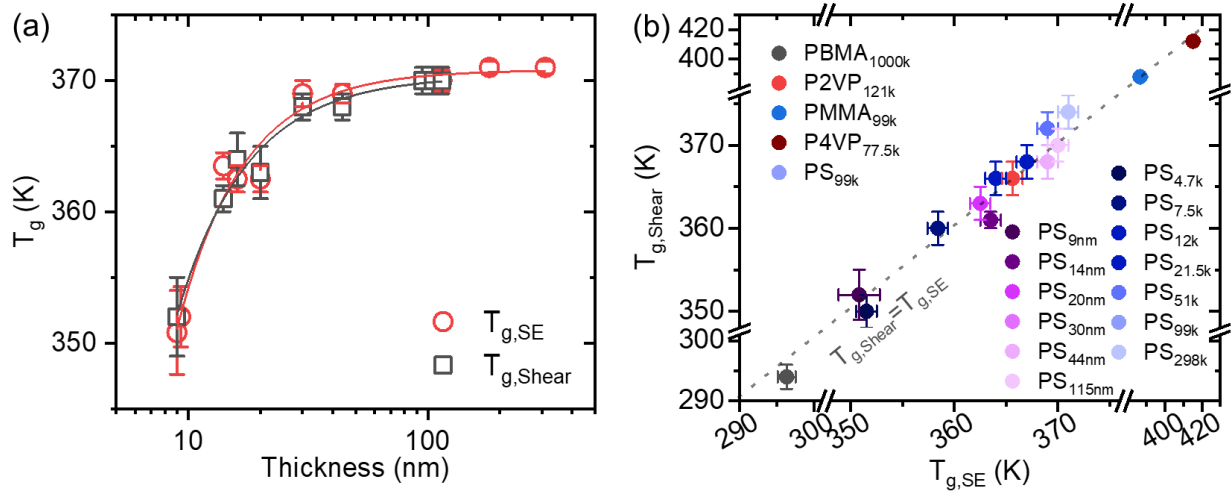 (a)
T_g (K)
370
360
350
10
100
Thickness (nm)
T_g,SE
T_g,Shear
(b)
T_g,Shear (K)
420
400
370
360
350
300
290
290
300
350
360
370
400
420
T_g,SE (K)
PBMA_1000k
P2VP_121k
PMMA_99k
P4VP_77.5k
PS_99k
T_g,Shear=T_g,SE
PS_9nm
PS_14nm
PS_20nm
PS_30nm
PS_44nm
PS_115nm
PS_4.7k
PS_7.5k
PS_12k
PS_21.5k
PS_51k
PS_99k
PS_298k